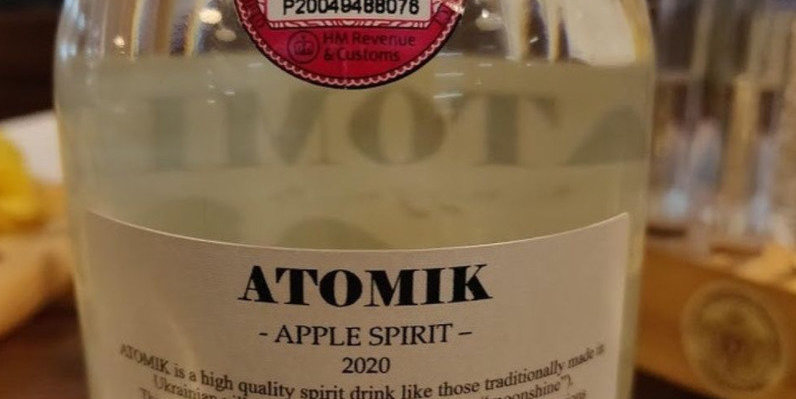 P20049488076
HM Revenue
& Customs
ATOMIK
- APPLE SPIRIT –
2020
ATOMIK is a high quality spirit drink like those traditionally made in
Ukrainian
"moonshine").